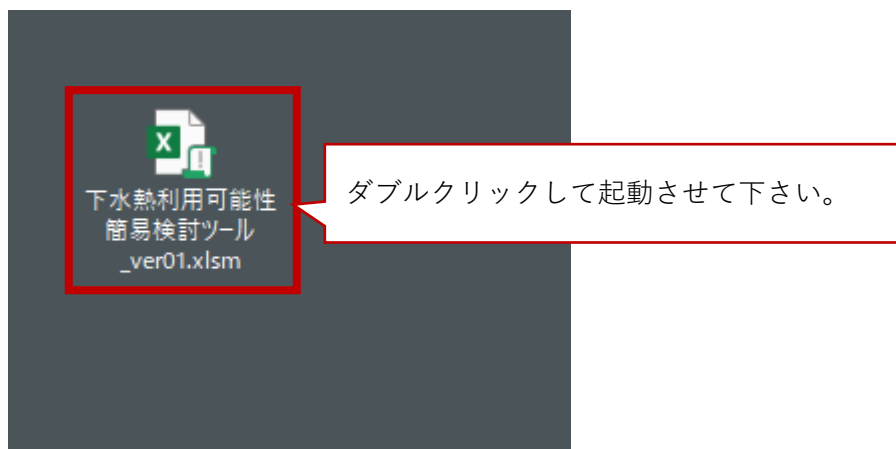 X
下水熱利用可能性
簡易検討ツール
_ver01.xlsm
ダブルクリックして起動させて下さい。